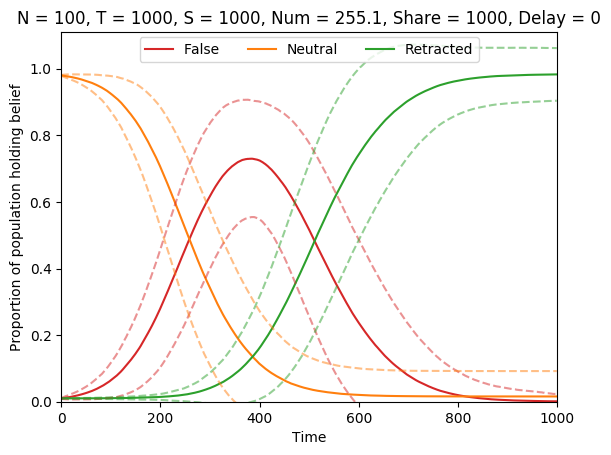 N = 100, T = 1000, S = 1000, Num = 255.1, Share = 1000, Delay = 0
False Neutral Retracted
Proportion of population holding belief
1.0
0.8
0.6
0.4
0.2
0.0
0 200 400 600 800 1000
Time